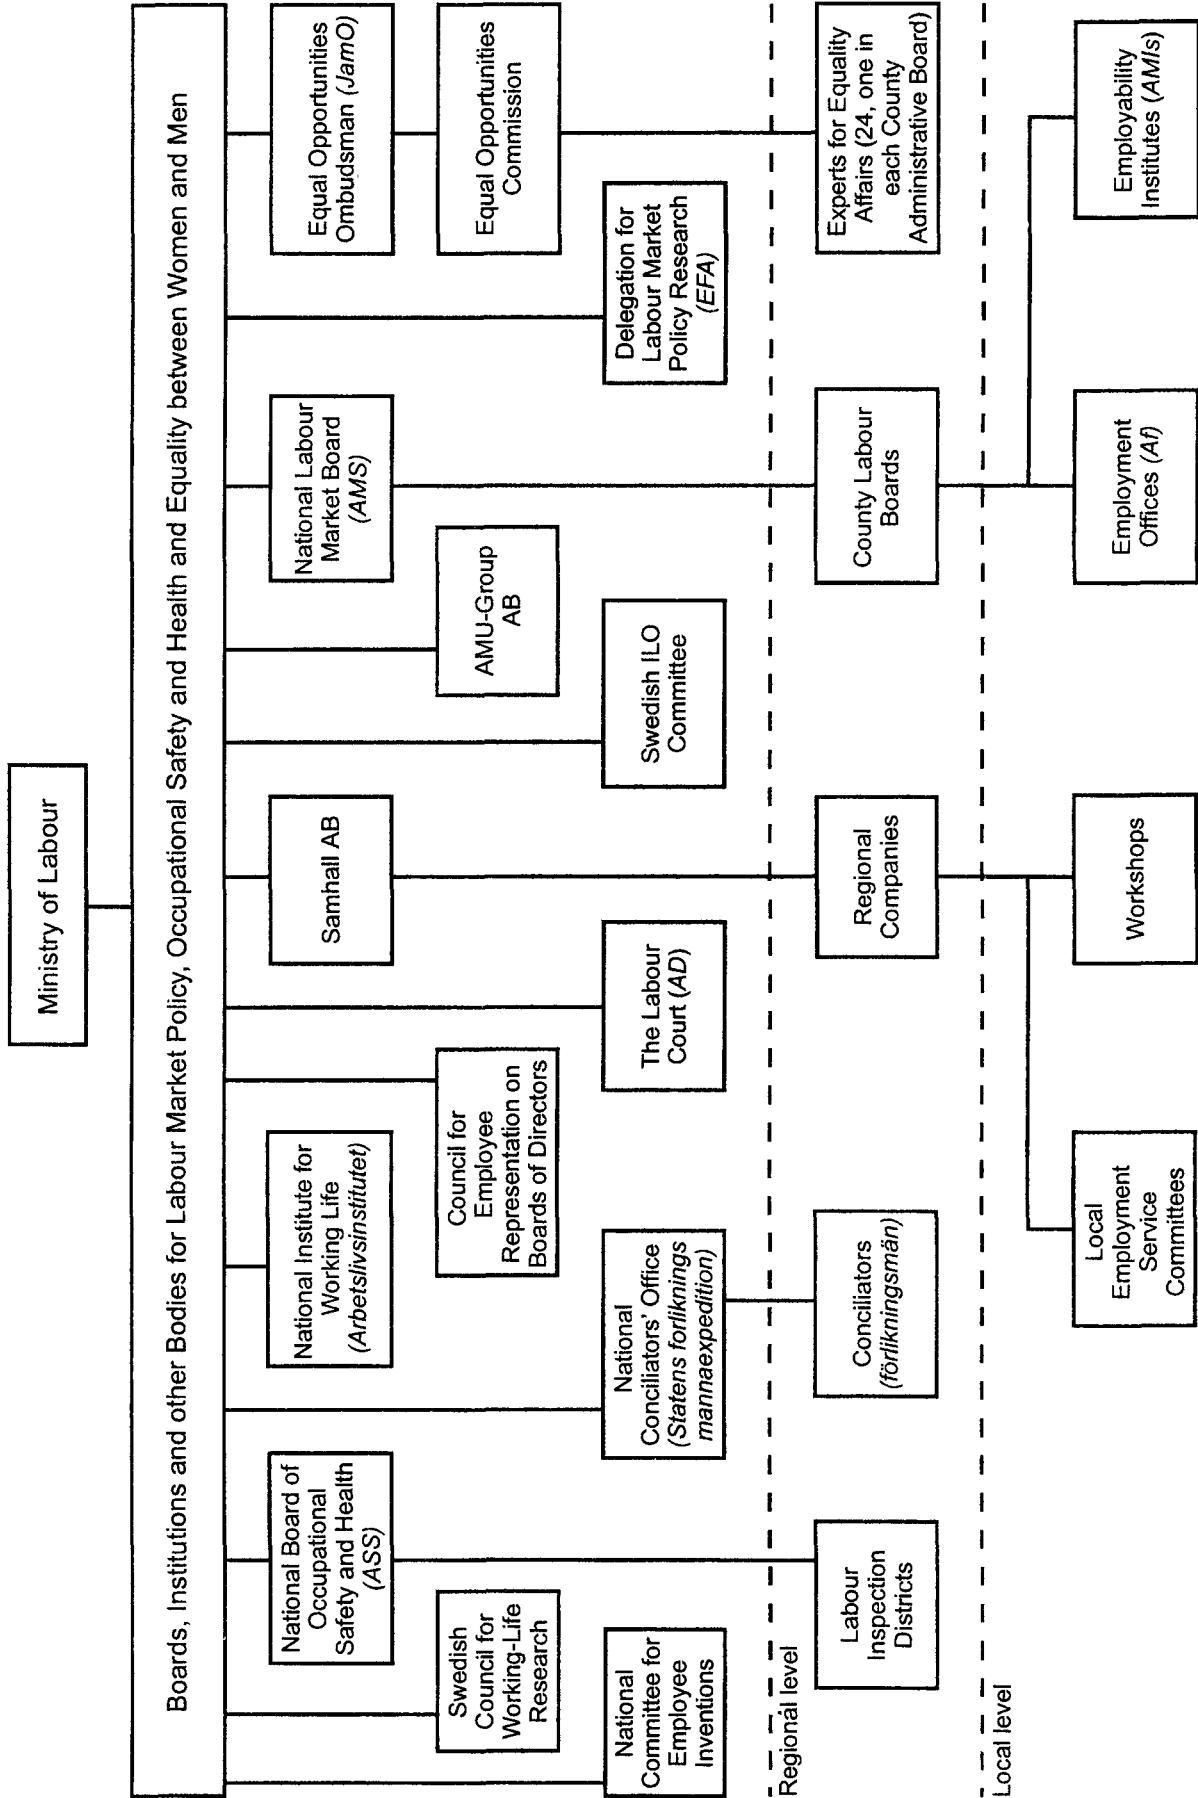 Ministry of Labour
Boards, Institutions and other Bodies for Labour Market Policy, Occupational Safety and Health and Equality between Women and Men
National Board of
Occupational
Safety and Health
(ASS)
National Institute for
Working Life
(Arbetslivsinstitutet)
Samhall AB
National Labour
Market Board
(AMS)
Equal Opportunities
Ombudsman (JamO)
Swedish
Council for
Working-Life
Research
Council for
Employee
Representation on
Boards of Directors
AMU-Group
AB
Equal Opportunities
Commission
National
Committee for
Employee
Inventions
National
Conciliators' Office
(Statens forliknings
mannaexpedition)
The Labour
Court (AD)
Swedish ILO
Committee
Delegation for
Labour Market
Policy Research
(EFA)
Regional level
Labour
Inspection
Districts
Conciliators
(förlikningsmän)
Regional
Companies
County Labour
Boards
Experts for Equality
Affairs (24, one in
each County
Administrative Board)
Local level
Local
Employment
Service
Committees
Workshops
Employment
Offices (Af)
Employability
Institutes (AMIs)